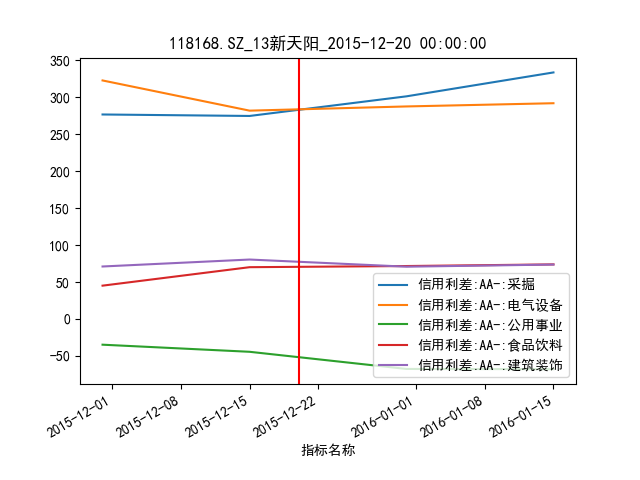 118168.SZ_13新天阳_2015-12-20 00:00:00
350
300
250
200
150
100
50
0
−50
信用利差:AA-:采掘
信用利差:AA-:电气设备
信用利差:AA-:公用事业
信用利差:AA-:食品饮料
信用利差:AA-:建筑装饰
2015-12-01
2015-12-08
2015-12-15
2015-12-22
2016-01-01
2016-01-08
2016-01-15
指标名称